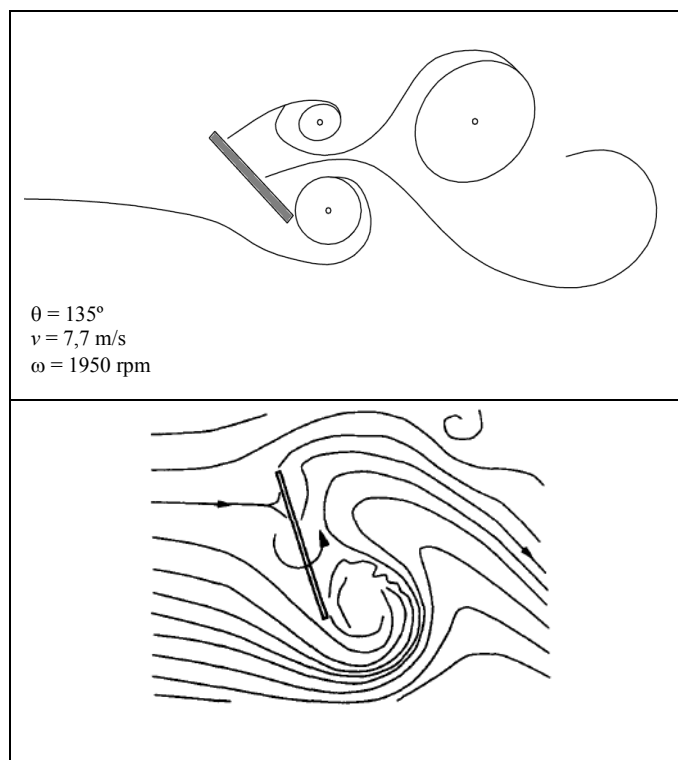 θ = 135º
v = 7,7 m/s
ω = 1950 rpm